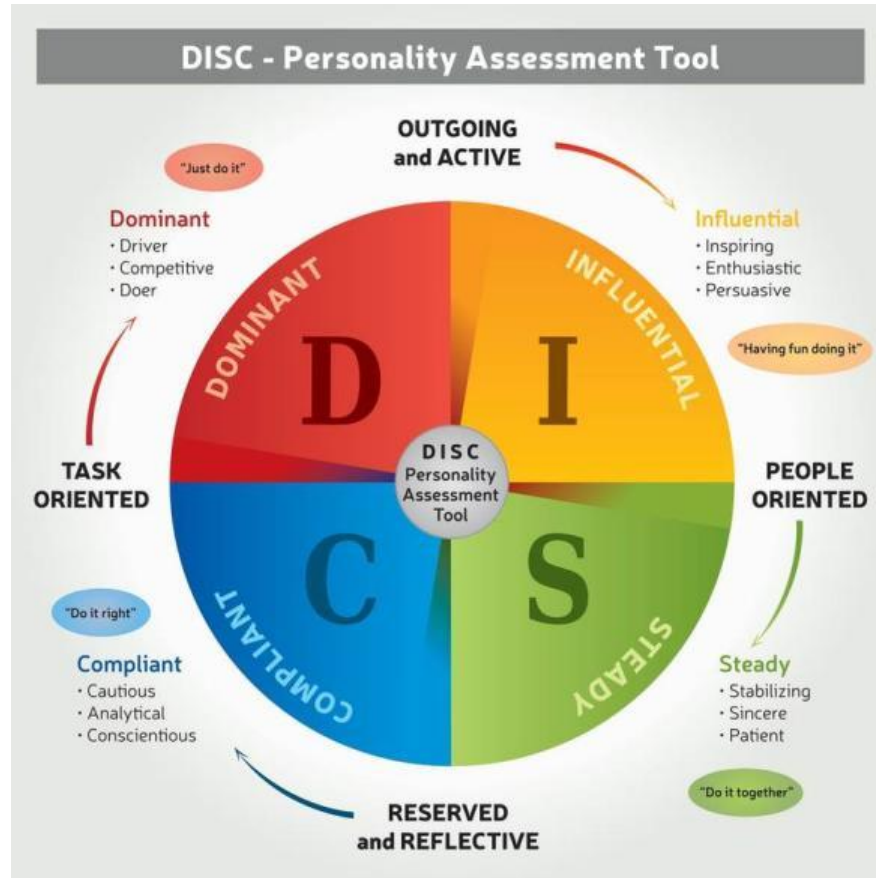 DISC - Personality Assessment Tool
OUTGOING
and ACTIVE
"Just do it"
Dominant
· Driver
· Competitive
· Doer
Influential
· Inspiring
· Enthusiastic
· Persuasive
"Having fun doing it"
DOMINANT
INFLUENTIAL
D
I
TASK
ORIENTED
DISC
Personality
Assessment
Tool
PEOPLE
ORIENTED
C
S
COMPLIANT
STEADY
"Do it right"
Compliant
· Cautious
· Analytical
· Conscientious
Steady
· Stabilizing
· Sincere
· Patient
"Do it together"
RESERVED
and REFLECTIVE